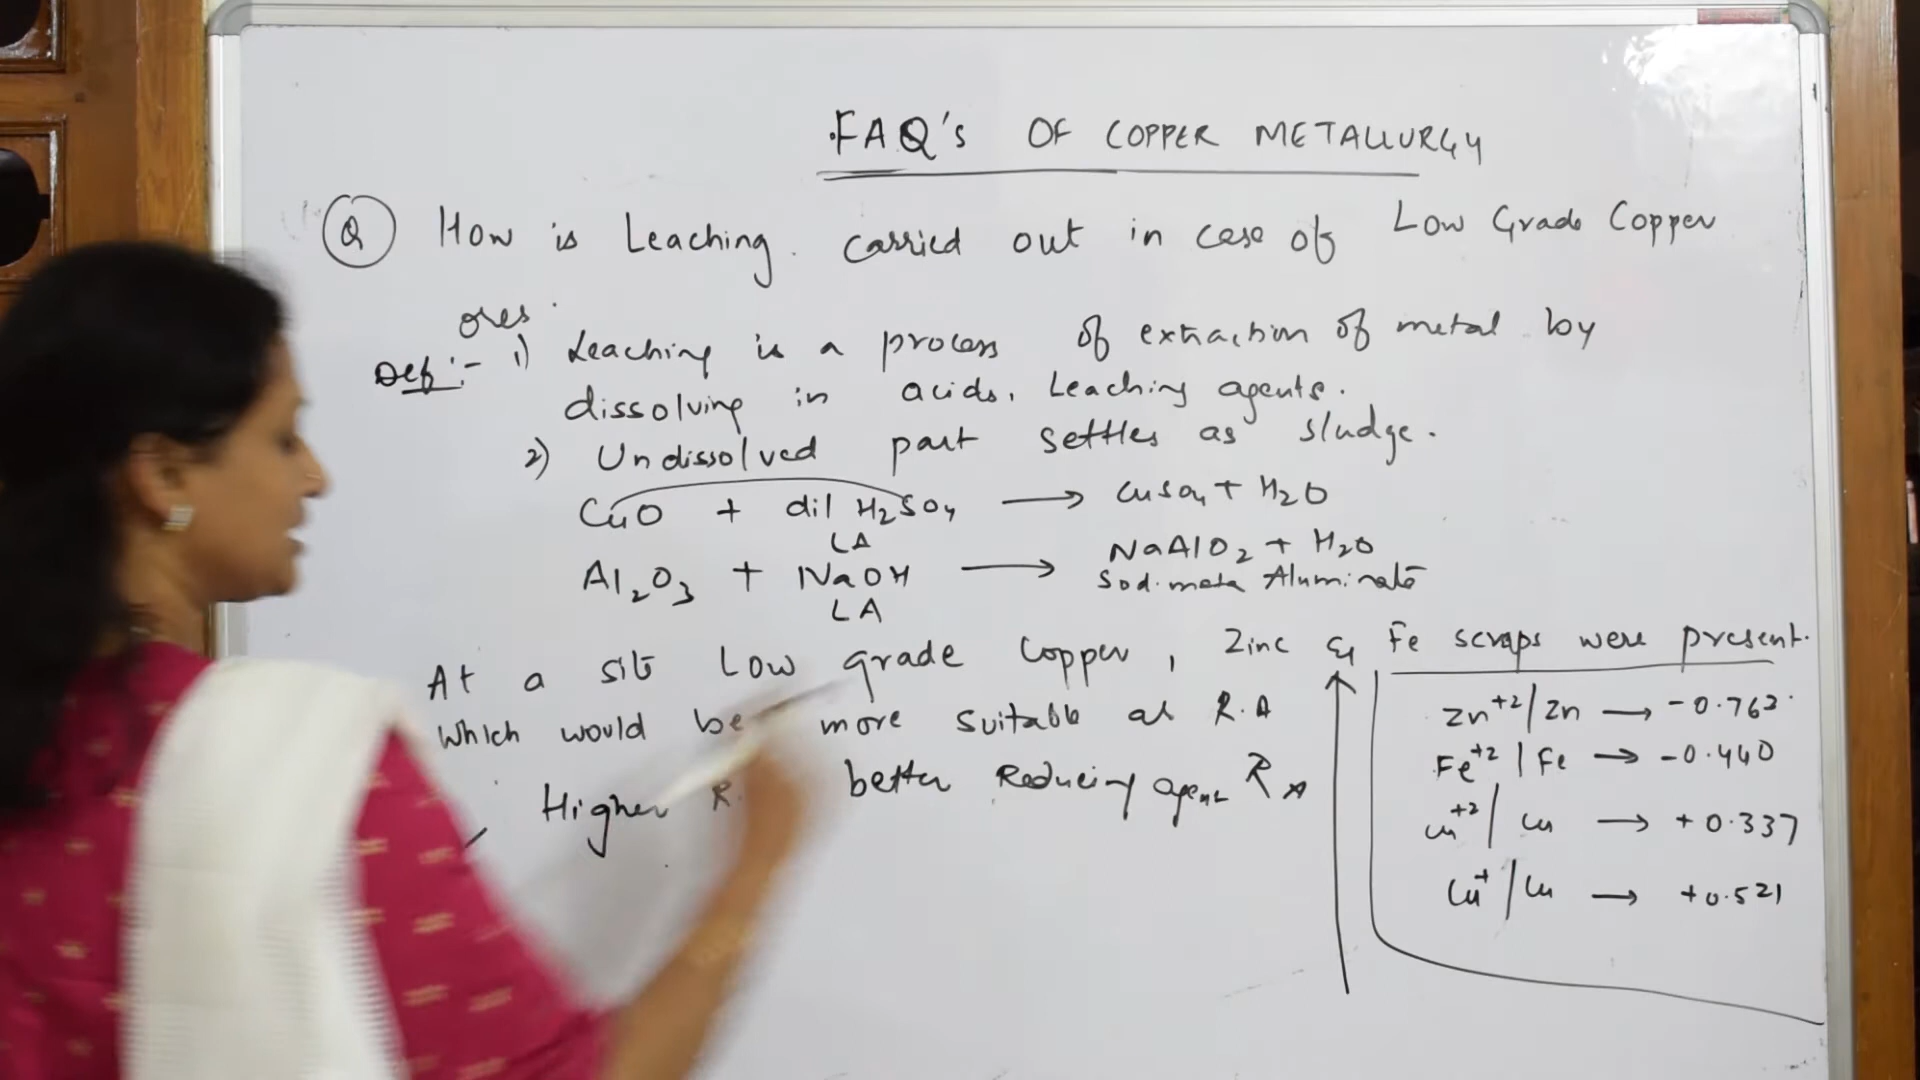 FAQ's OF COPPER METALLURGY
Q How is Leaching carried out in case of Low Grade Copper
ores
Def:- 1) Leaching is a process of extraction of metal by
dissolving in acids, Leaching agents.
2) Undissolved part settles as sludge.
CuO + dil H₂SO₄ → CuSO₄ + H₂O
LA
Al₂O₃ + NaOH → NaAlO₂ + H₂O
LA Sod. meta Aluminate
At a site Low grade Copper, Zinc & Fe scraps were present.
Which would be more suitable as R.A
Higher R. better Reducing agent RA
Zn⁺²/Zn → -0.762
Fe⁺²/Fe → -0.440
Cu⁺²/Cu → +0.337
Cu⁺/Cu → +0.521